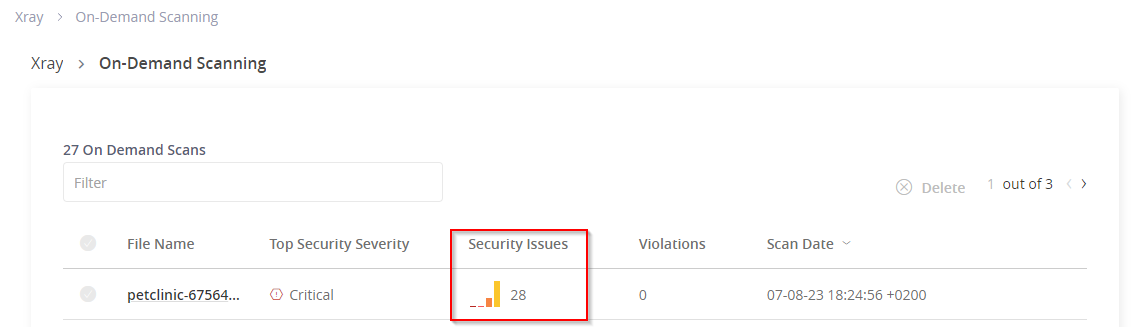 Xray > On-Demand Scanning
Xray > On-Demand Scanning
27 On Demand Scans
Filter
Delete 1 out of 3 < >
File Name Top Security Severity Security Issues Violations Scan Date
petclinic-67564... Critical 28 0 07-08-23 18:24:56 +0200